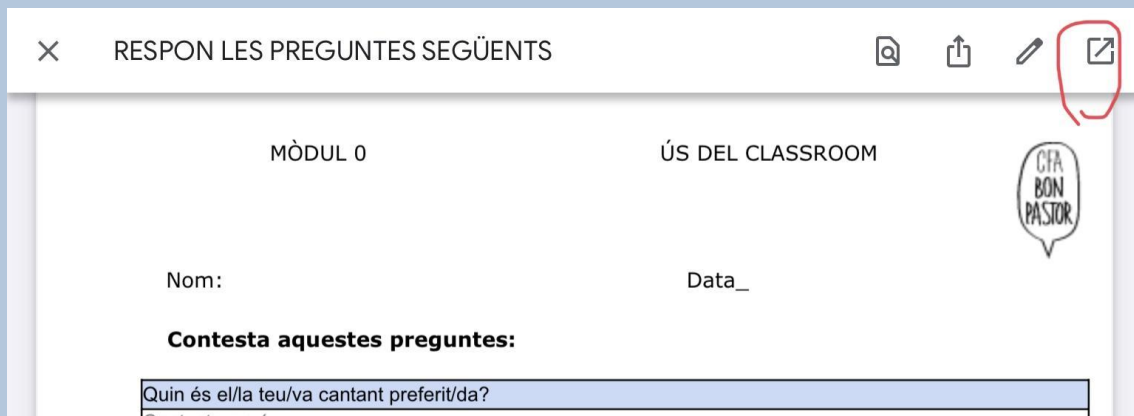 RESPON LES PREGUNTES SEGÜENTS
MÒDUL 0 ÚS DEL CLASSROOM
CFA
BON
PASTOR
Nom: Data_
Contesta aquestes preguntes:
Quin és el/la teu/va cantant preferit/da?